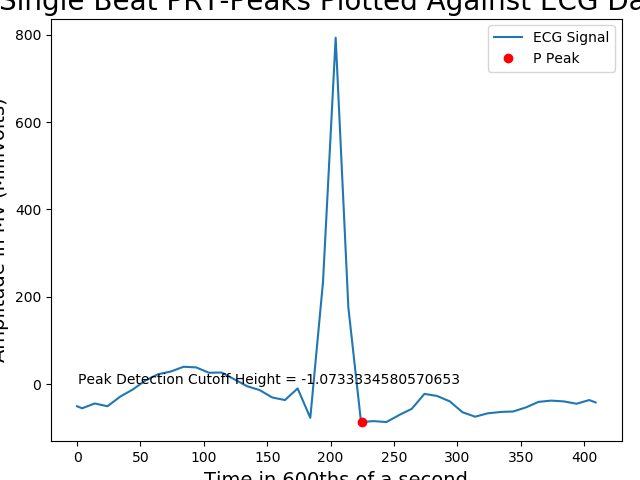 Single Beat PRT-Peaks Plotted Against ECG Da
ECG Signal
P Peak
800
600
400
200
0
Amplitude in MV (Millivolts)
Peak Detection Cutoff Height = -1.0733334580570653
0 50 100 150 200 250 300 350 400
Time in 600ths of a second